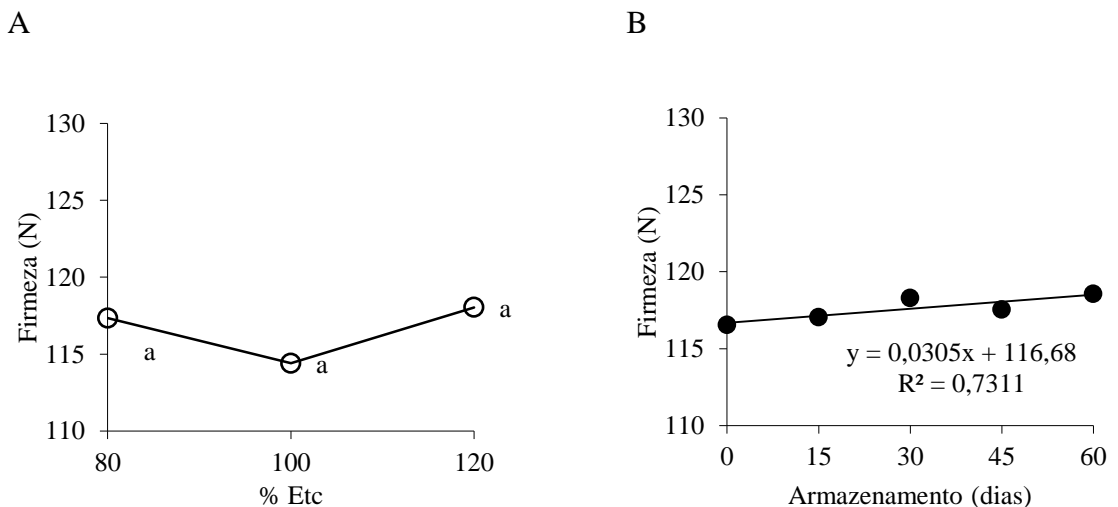 A
B
Firmeza (N)
130
125
120
115
110
a
a
a
80
100
120
% Etc
Firmeza (N)
130
125
120
115
110
y = 0,0305x + 116,68
R² = 0,7311
0
15
30
45
60
Armazenamento (dias)